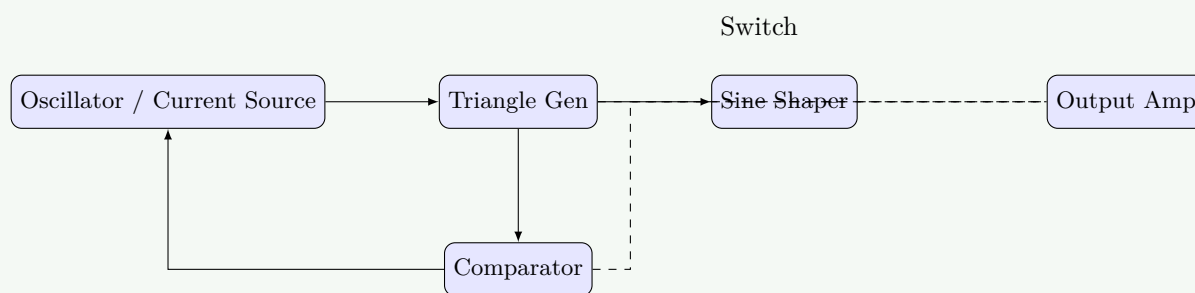 Switch
Oscillator / Current Source
Triangle Gen
Sine Shaper
Output Amp
Comparator